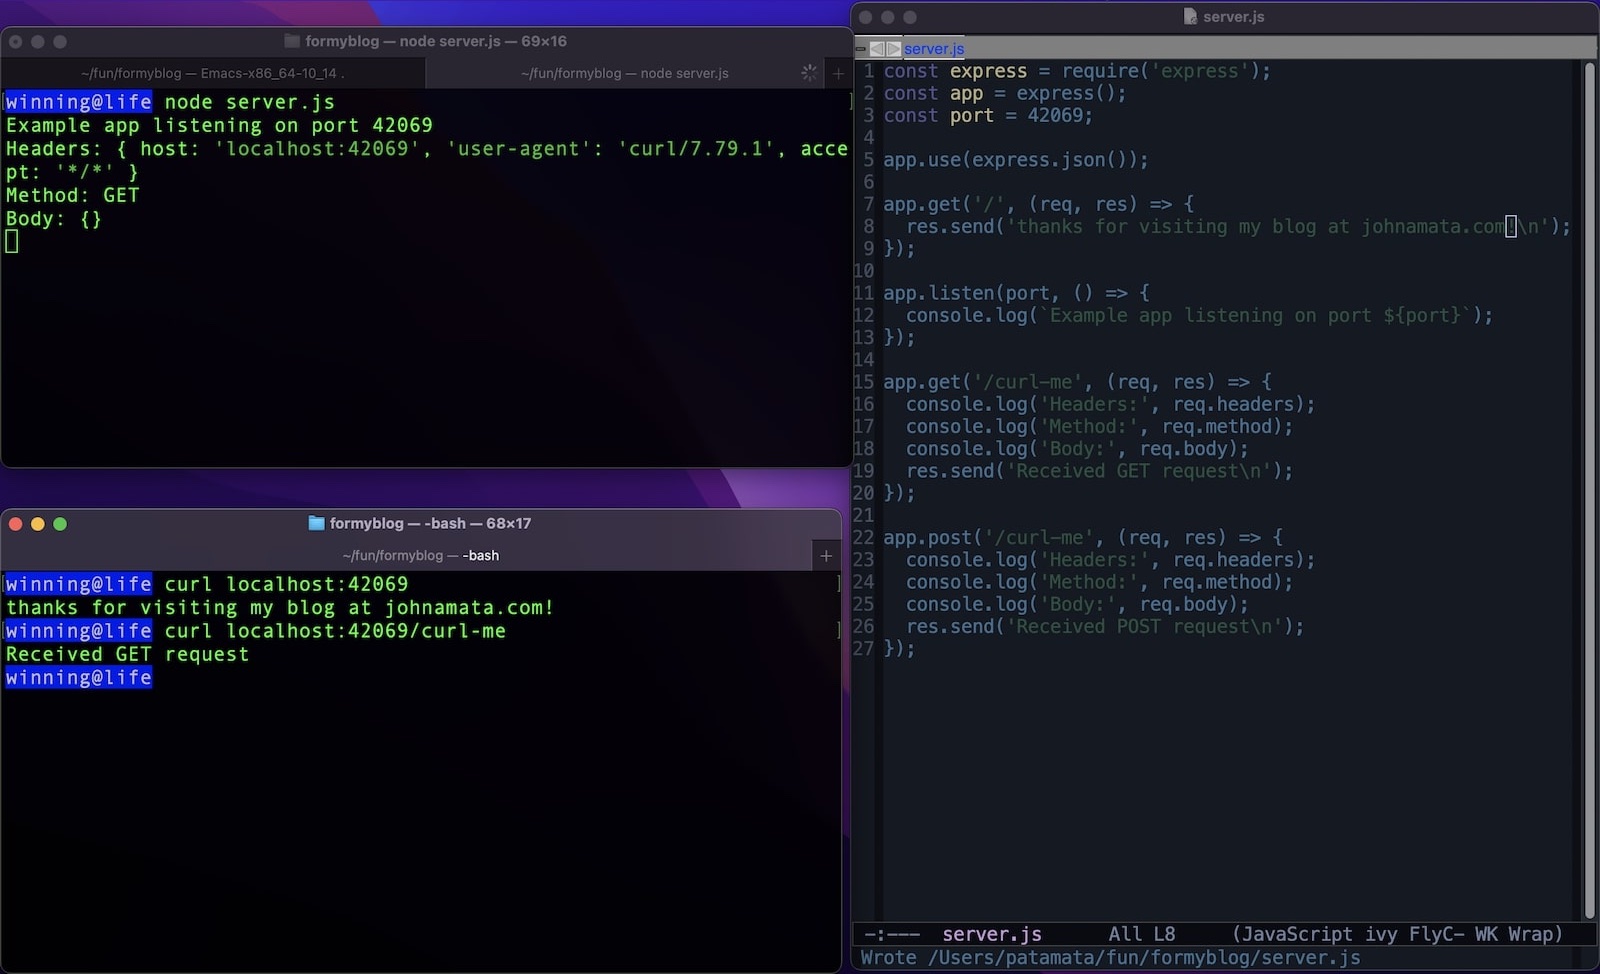 formyblog — node server.js — 69×16
~/fun/formyblog — Emacs-x86_64-10_14 .
~/fun/formyblog — node server.js
+
winning@life node server.js
Example app listening on port 42069
Headers: { host: 'localhost:42069', 'user-agent': 'curl/7.79.1', acce
pt: '*/*' }
Method: GET
Body: {}
formyblog — -bash — 68×17
~/fun/formyblog — -bash
+
winning@life curl localhost:42069
thanks for visiting my blog at johnamata.com!
winning@life curl localhost:42069/curl-me
Received GET request
winning@life
server.js
server.js
1 const express = require('express');
2 const app = express();
3 const port = 42069;
4
5 app.use(express.json());
6
7 app.get('/', (req, res) => {
8   res.send('thanks for visiting my blog at johnamata.com!\n');
9 });
10
11 app.listen(port, () => {
12   console.log(`Example app listening on port ${port}`);
13 });
14
15 app.get('/curl-me', (req, res) => {
16   console.log('Headers:', req.headers);
17   console.log('Method:', req.method);
18   console.log('Body:', req.body);
19   res.send('Received GET request\n');
20 });
21
22 app.post('/curl-me', (req, res) => {
23   console.log('Headers:', req.headers);
24   console.log('Method:', req.method);
25   console.log('Body:', req.body);
26   res.send('Received POST request\n');
27 });
-:--- server.js All L8 (JavaScript ivy FlyC- WK Wrap)
Wrote /Users/patamata/fun/formyblog/server.js